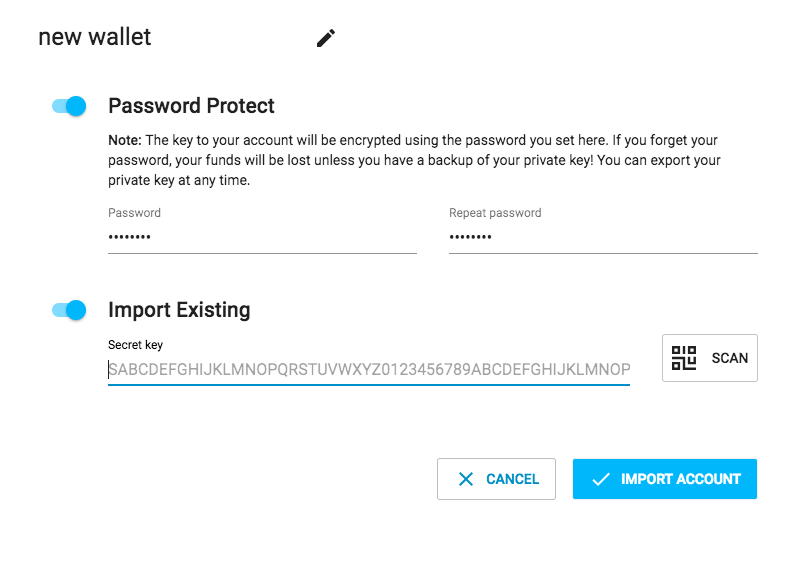 new wallet
Password Protect
Note: The key to your account will be encrypted using the password you set here. If you forget your
password, your funds will be lost unless you have a backup of your private key! You can export your
private key at any time.
Password
Repeat password
••••••••
••••••••
Import Existing
Secret key
SABCDEFGHIJKLMNOPQRSTUVWXYZ0123456789ABCDEFGHIJKLMNOP
SCAN
CANCEL
IMPORT ACCOUNT